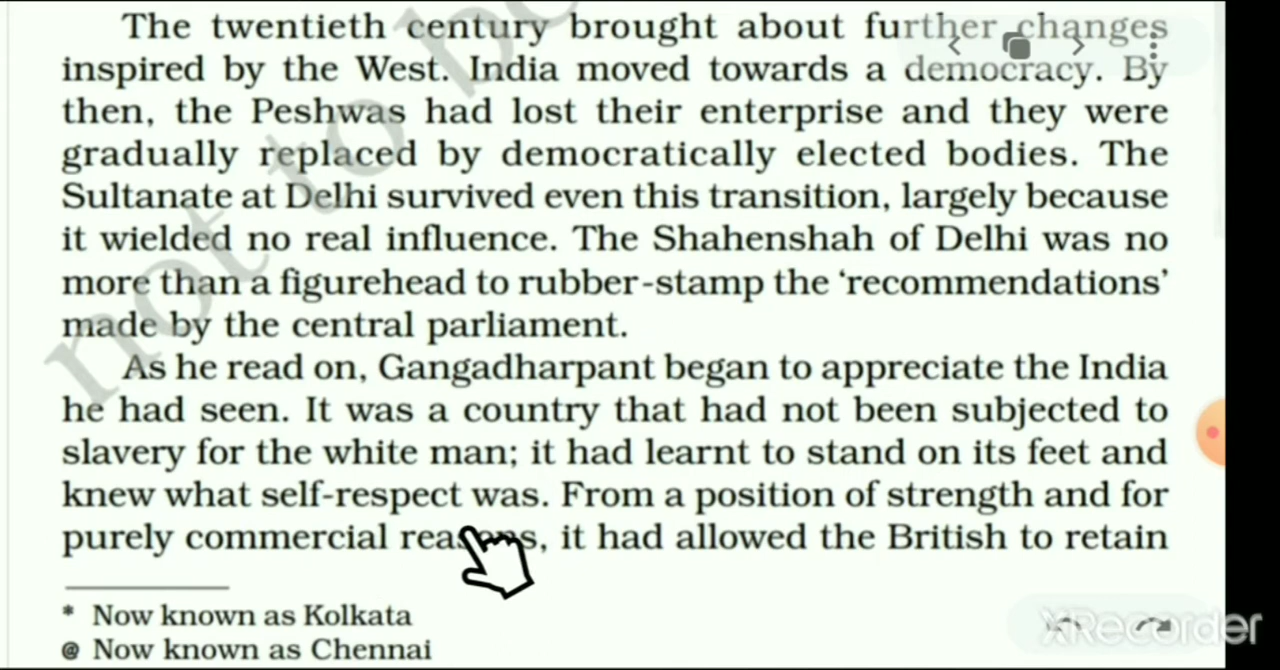 The twentieth century brought about further changes
inspired by the West. India moved towards a democracy. By
then, the Peshwas had lost their enterprise and they were
gradually replaced by democratically elected bodies. The
Sultanate at Delhi survived even this transition, largely because
it wielded no real influence. The Shahenshah of Delhi was no
more than a figurehead to rubber-stamp the ‘recommendations’
made by the central parliament.
As he read on, Gangadharpant began to appreciate the India
he had seen. It was a country that had not been subjected to
slavery for the white man; it had learnt to stand on its feet and
knew what self-respect was. From a position of strength and for
purely commercial reasons, it had allowed the British to retain
* Now known as Kolkata
@ Now known as Chennai
not to be
XRecorder